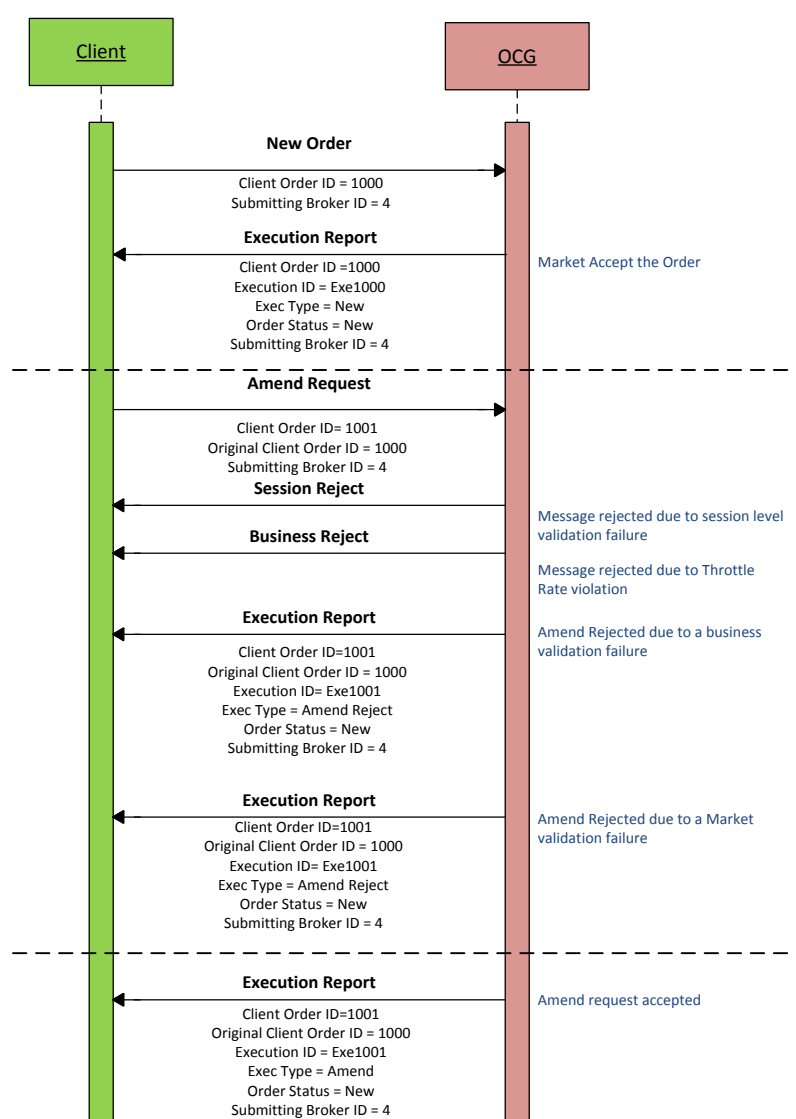 Client
OCG
New Order
Client Order ID = 1000
Submitting Broker ID = 4
Execution Report
Market Accept the Order
Client Order ID =1000
Execution ID = Exe1000
Exec Type = New
Order Status = New
Submitting Broker ID = 4
Amend Request
Client Order ID= 1001
Original Client Order ID = 1000
Submitting Broker ID = 4
Session Reject
Message rejected due to session level
validation failure
Business Reject
Message rejected due to Throttle
Rate violation
Execution Report
Amend Rejected due to a business
validation failure
Client Order ID=1001
Original Client Order ID = 1000
Execution ID= Exe1001
Exec Type = Amend Reject
Order Status = New
Submitting Broker ID = 4
Execution Report
Amend Rejected due to a Market
validation failure
Client Order ID=1001
Original Client Order ID = 1000
Execution ID= Exe1001
Exec Type = Amend Reject
Order Status = New
Submitting Broker ID = 4
Execution Report
Amend request accepted
Client Order ID=1001
Original Client Order ID = 1000
Execution ID = Exe1001
Exec Type = Amend
Order Status = New
Submitting Broker ID = 4